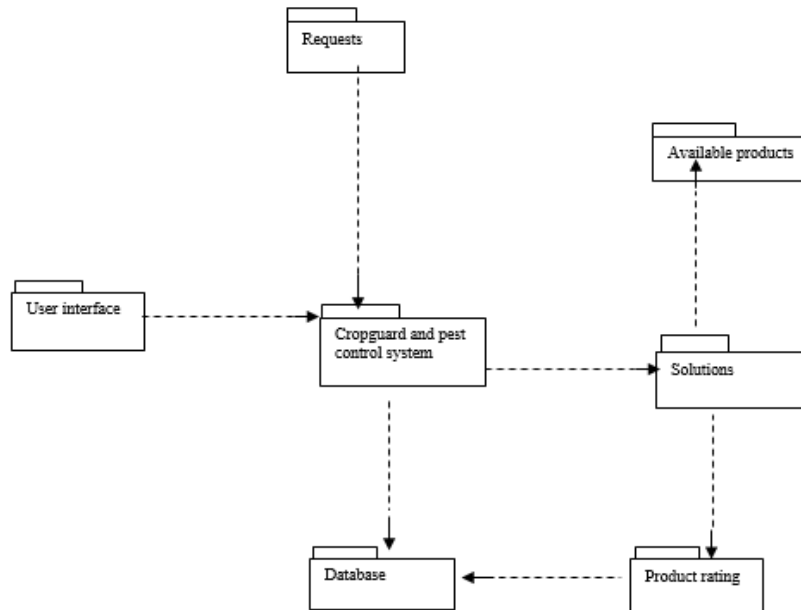 Requests
Available products
User interface
Cropguard and pest
control system
Solutions
Database
Product rating